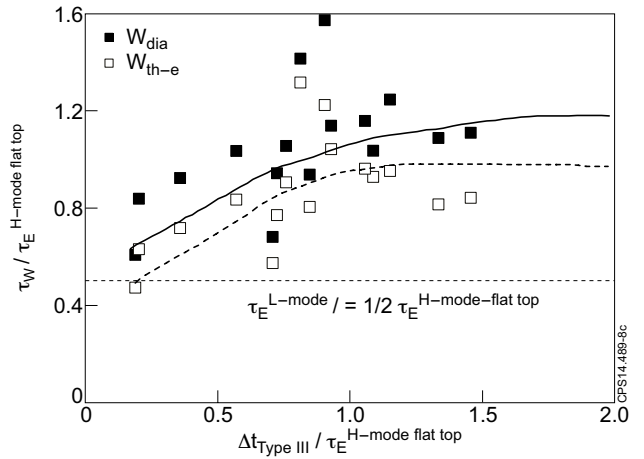 1.6
W_dia
W_th–e
1.2
0.8
τ_W / τ_E^H–mode flat top
τ_E^L–mode / = 1/2 τ_E^H–mode–flat top
0.4
0
0 0.5 1.0 1.5 2.0
Δt_Type III / τ_E^H–mode flat top
CPS14.489-8c